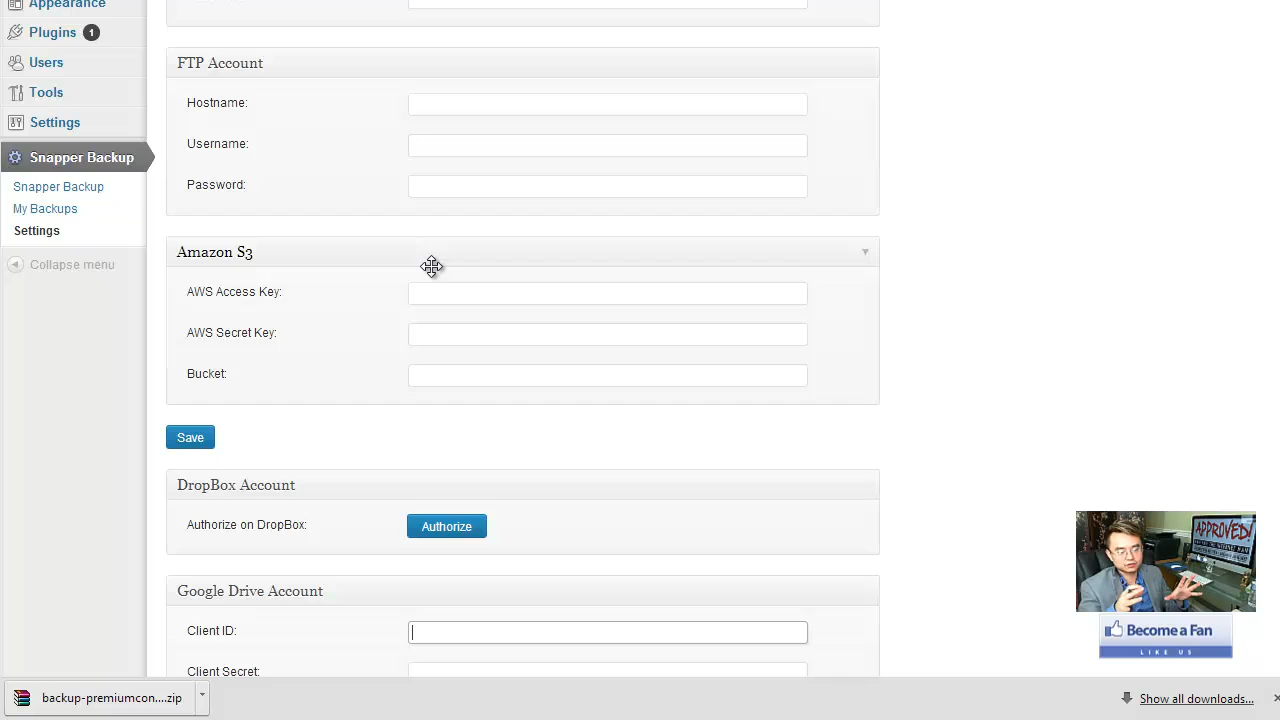 Appearance
Plugins 1
Users
Tools
Settings
Snapper Backup
Snapper Backup
My Backups
Settings
Collapse menu
FTP Account
Hostname:
Username:
Password:
Amazon S3
AWS Access Key:
AWS Secret Key:
Bucket:
Save
DropBox Account
Authorize on DropBox:
Authorize
Google Drive Account
Client ID:
Client Secret:
APPROVED!
Become a Fan
LIKE US
backup-premiumcon....zip
Show all downloads...